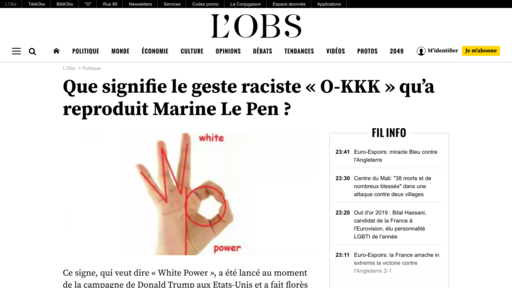 L'Obs TéléObs BibliObs "O" Rue 89 Newsletters Services Codes promo La Conjugaison Espace abonnés Applications
L'OBS
POLITIQUE MONDE ÉCONOMIE CULTURE OPINIONS DÉBATS TENDANCES VIDÉOS PHOTOS 2049 M'identifier Je m'abonne
L'Obs > Politique
Que signifie le geste raciste « O-KKK » qu'a
reproduit Marine Le Pen ?
white
power
FIL INFO
23:41 Euro-Espoirs: miracle Bleu contre
l'Angleterre
23:30 Centre du Mali: "38 morts et de
nombreux blessés" dans une
attaque contre deux villages
23:20 Out d'or 2019 : Bilal Hassani,
candidat de la France à
l'Eurovision, élu personnalité
LGBTI de l'année
23:11 Euro-Espoirs: la France arrache in
extremis la victoire contre
l'Angleterre 2-1
Ce signe, qui veut dire « White Power », a été lancé au moment
de la campagne de Donald Trump aux Etats-Unis et a fait florès